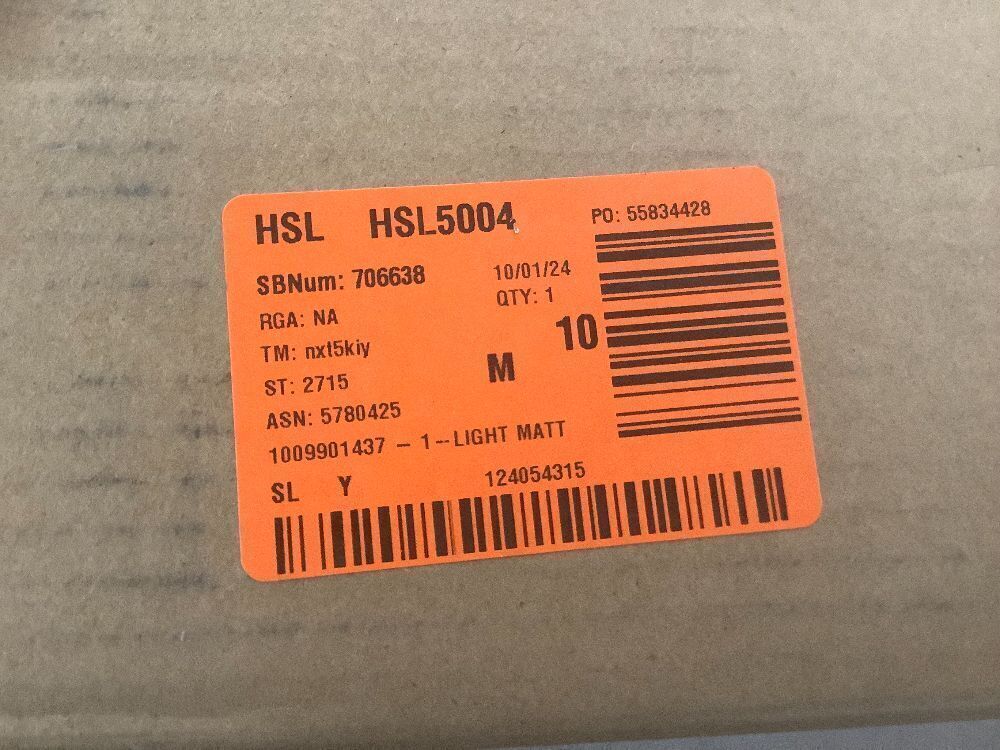 HSL HSL5004
PO: 55834428
SBNum: 706638
10/01/24
RGA: NA
QTY: 1
TM: nxt5kiy
10
ST: 2715
M
ASN: 5780425
1009901437 - 1--LIGHT MATT
SL Y
124054315